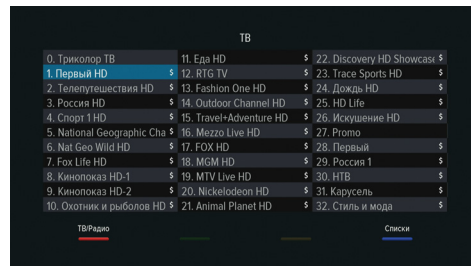 ТВ
0. Триколор ТВ
1. Первый HD $
2. Телепутешествия HD $
3. Россия HD $
4. Спорт 1 HD $
5. National Geographic Cha $
6. Nat Geo Wild HD $
7. Fox Life HD $
8. Кинопоказ HD-1 $
9. Кинопоказ HD-2 $
10. Охотник и рыболов HD $
11. Еда HD $
12. RTG TV $
13. Fashion One HD $
14. Outdoor Channel HD $
15. Travel+Adventure HD $
16. Mezzo Live HD $
17. FOX HD $
18. MGM HD $
19. MTV Live HD $
20. Nickelodeon HD $
21. Animal Planet HD $
22. Discovery HD Showcase $
23. Trace Sports HD $
24. Дождь HD $
25. HD Life $
26. Искушение HD $
27. Promo
28. Первый $
29. Россия 1 $
30. НТВ $
31. Карусель $
32. Стиль и мода $
ТВ/Радио
Списки